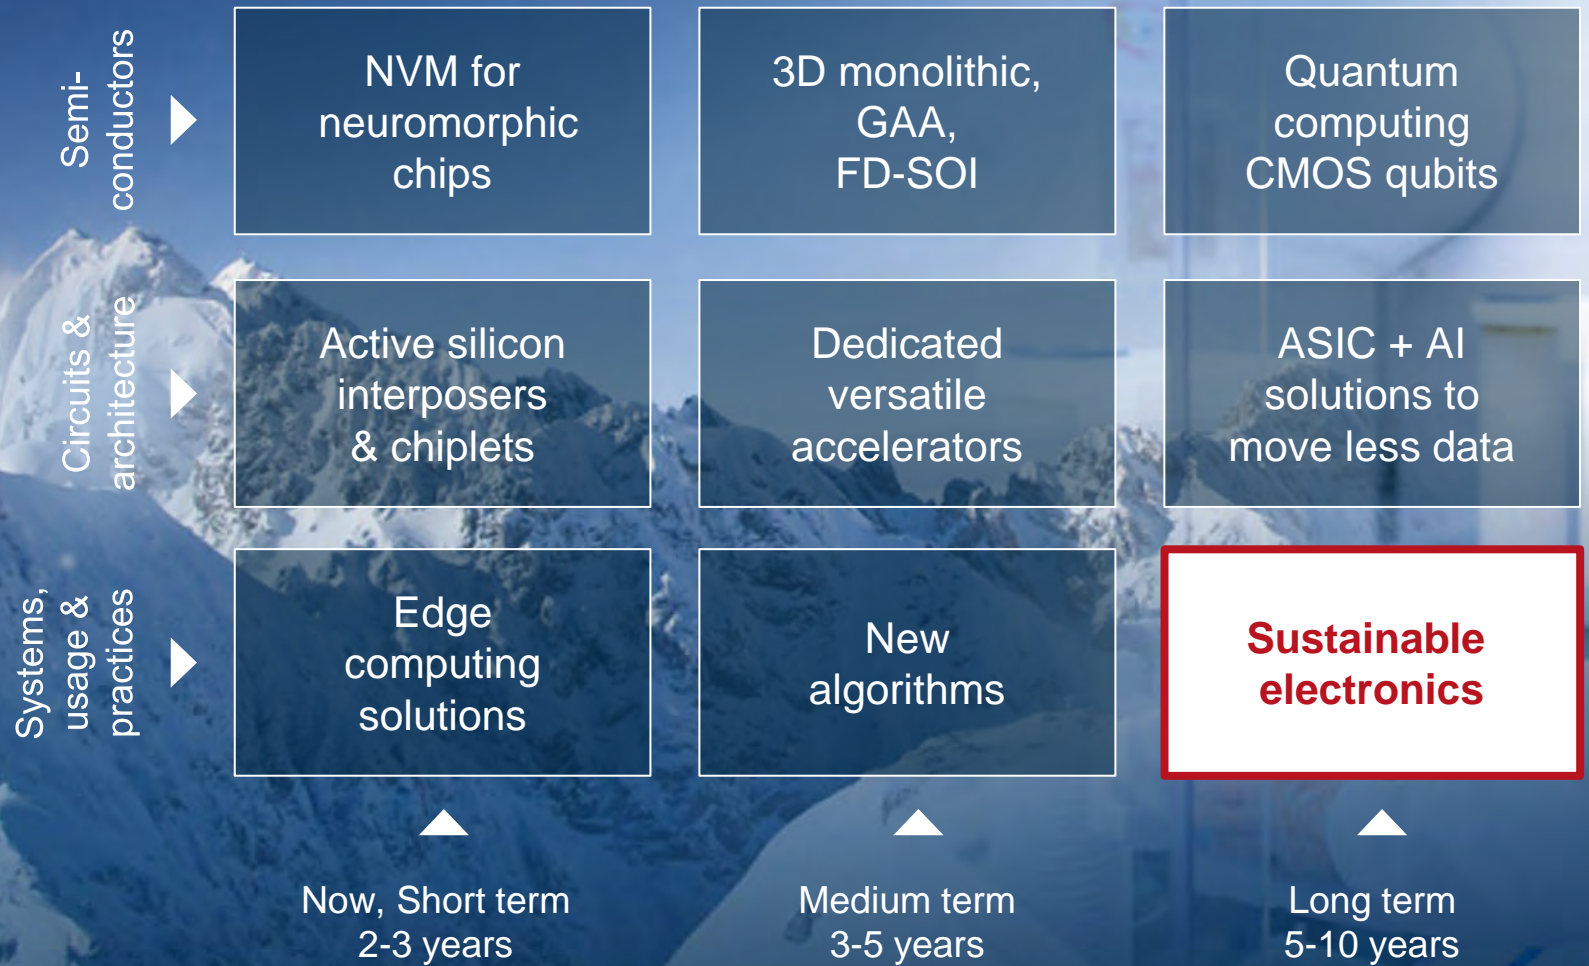 Semi-
conductors
NVM for
neuromorphic
chips
3D monolithic,
GAA,
FD-SOI
Quantum
computing
CMOS qubits
Circuits &
architecture
Active silicon
interposers
& chiplets
Dedicated
versatile
accelerators
ASIC + AI
solutions to
move less data
Systems,
usage &
practices
Edge
computing
solutions
New
algorithms
Sustainable
electronics
Now, Short term
2-3 years
Medium term
3-5 years
Long term
5-10 years